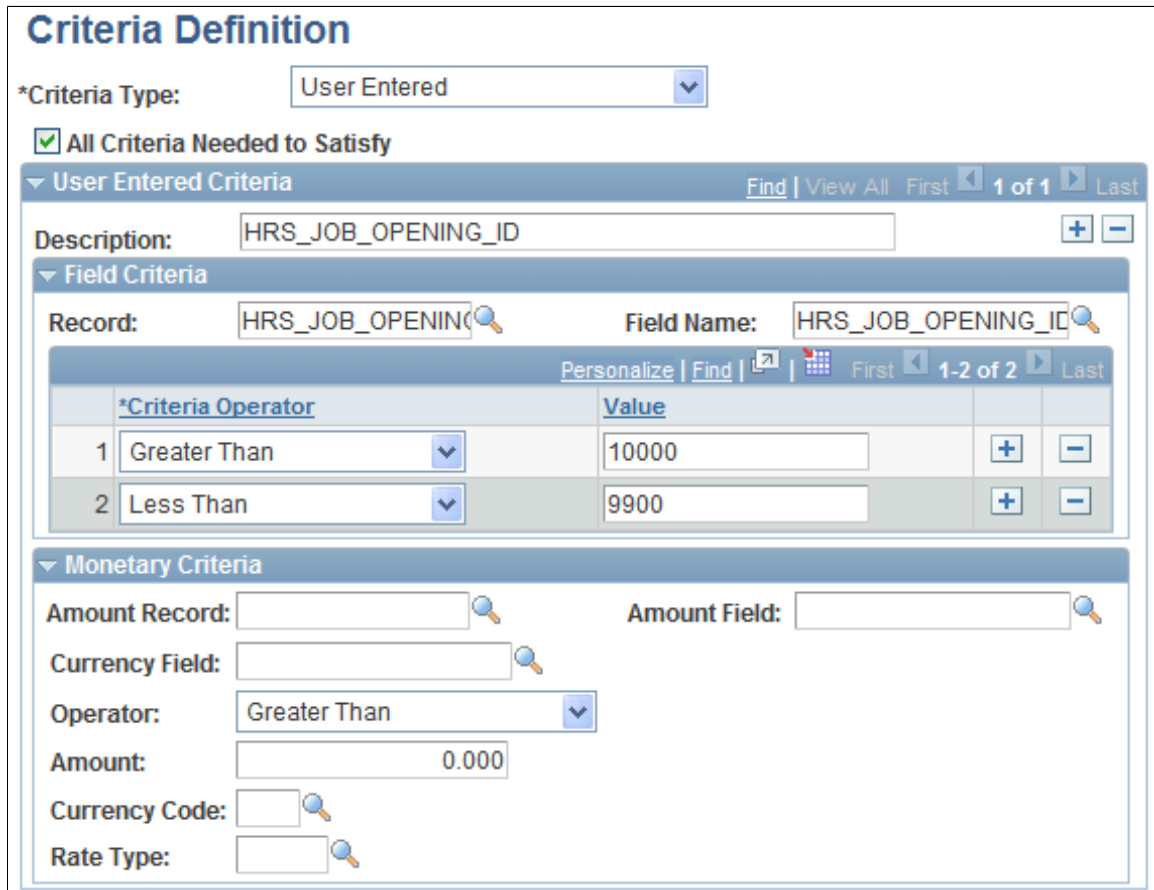 Criteria Definition
*Criteria Type: User Entered
All Criteria Needed to Satisfy
User Entered Criteria Find | View All First 1 of 1 Last
Description: HRS_JOB_OPENING_ID
Field Criteria
Record: HRS_JOB_OPENING Field Name: HRS_JOB_OPENING_ID
Personalize | Find | | First 1-2 of 2 Last
*Criteria Operator Value
1 Greater Than 10000
2 Less Than 9900
Monetary Criteria
Amount Record: Amount Field:
Currency Field:
Operator: Greater Than
Amount: 0.000
Currency Code:
Rate Type: